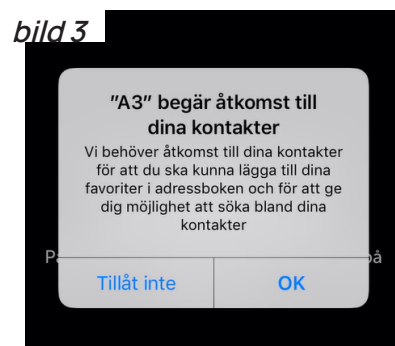 bild 3
"A3" begär åtkomst till
dina kontakter
Vi behöver åtkomst till dina kontakter
för att du ska kunna lägga till dina
favoriter i adressboken och för att ge
dig möjlighet att söka bland dina
kontakter
Tillåt inte
OK